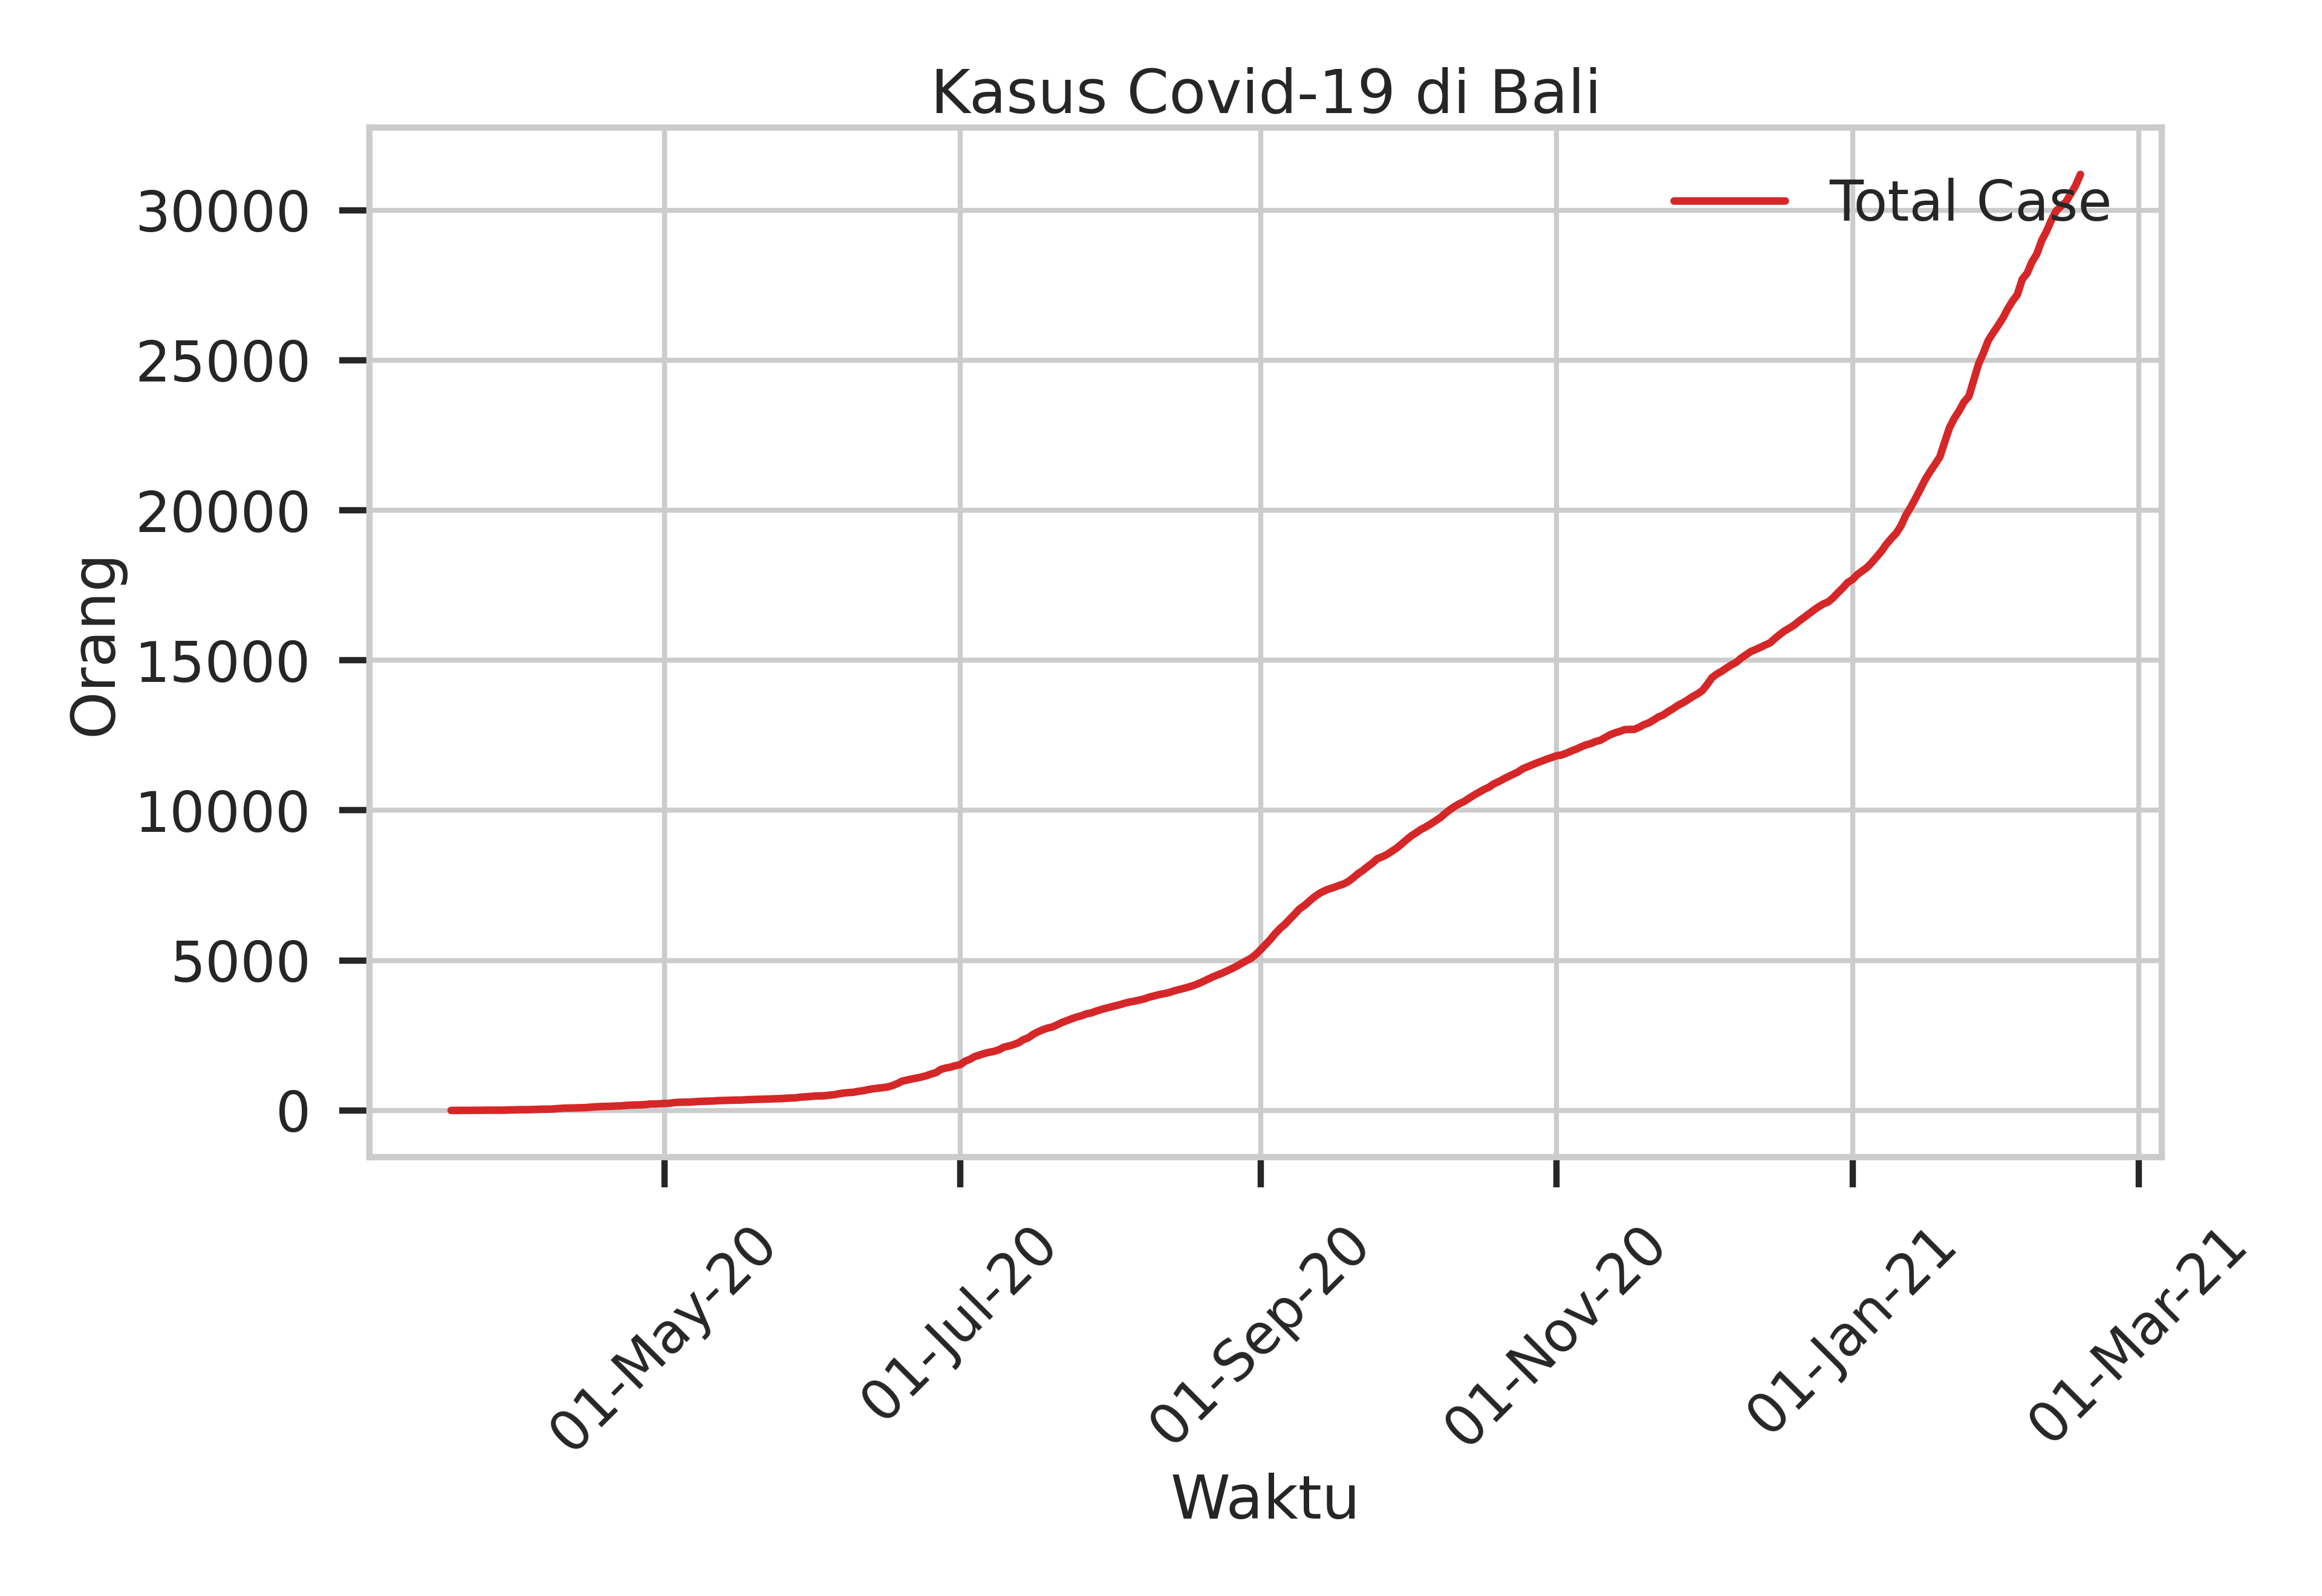 Kasus Covid-19 di Bali
Total Case
30000
25000
20000
15000
10000
5000
0
Orang
01-May-20
01-Jul-20
01-Sep-20
01-Nov-20
01-Jan-21
01-Mar-21
Waktu